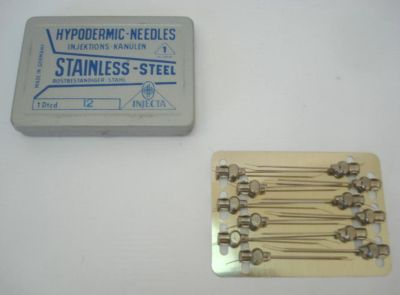 HYPODERMIC-NEEDLES
INJEKTIONS-KANÜLEN
1
STAINLESS-STEEL
ROSTBESTÄNDIGER-STAHL
MADE IN GERMANY
1 Dtzd.
12
INJECTA